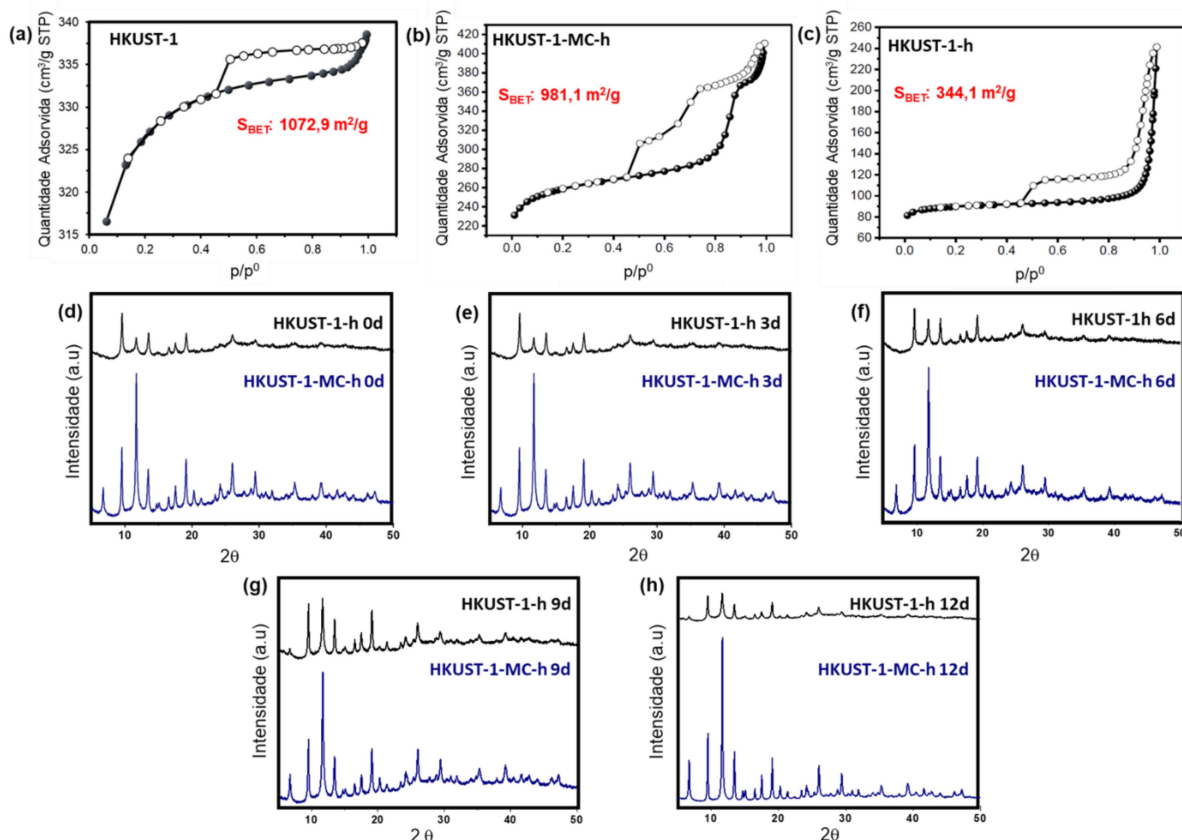 (a)
HKUST-1
S_BET: 1072,9 m²/g
Quantidade Adsorvida (cm³/g STP)
340
335
330
325
320
315
0.0
0.2
0.4
0.6
0.8
1.0
p/p⁰
(b)
HKUST-1-MC-h
S_BET: 981,1 m²/g
Quantidade Adsorvida (cm³/g STP)
420
400
380
360
340
320
300
280
260
240
220
0.0
0.2
0.4
0.6
0.8
1.0
p/p⁰
(c)
HKUST-1-h
S_BET: 344,1 m²/g
Quantidade Adsorvida (cm³/g STP)
260
240
220
200
180
160
140
120
100
80
60
0.0
0.2
0.4
0.6
0.8
1.0
p/p⁰
(d)
HKUST-1-h 0d
HKUST-1-MC-h 0d
Intensidade (a.u)
10
20
30
40
50
2θ
(e)
HKUST-1-h 3d
HKUST-1-MC-h 3d
Intensidade (a.u)
10
20
30
40
50
2θ
(f)
HKUST-1h 6d
HKUST-1-MC-h 6d
Intensidade (a.u)
10
20
30
40
50
2θ
(g)
HKUST-1-h 9d
HKUST-1-MC-h 9d
Intensidade (a.u)
10
20
30
40
50
2θ
(h)
HKUST-1-h 12d
HKUST-1-MC-h 12d
Intensidade (a.u)
10
20
30
40
50
2θ